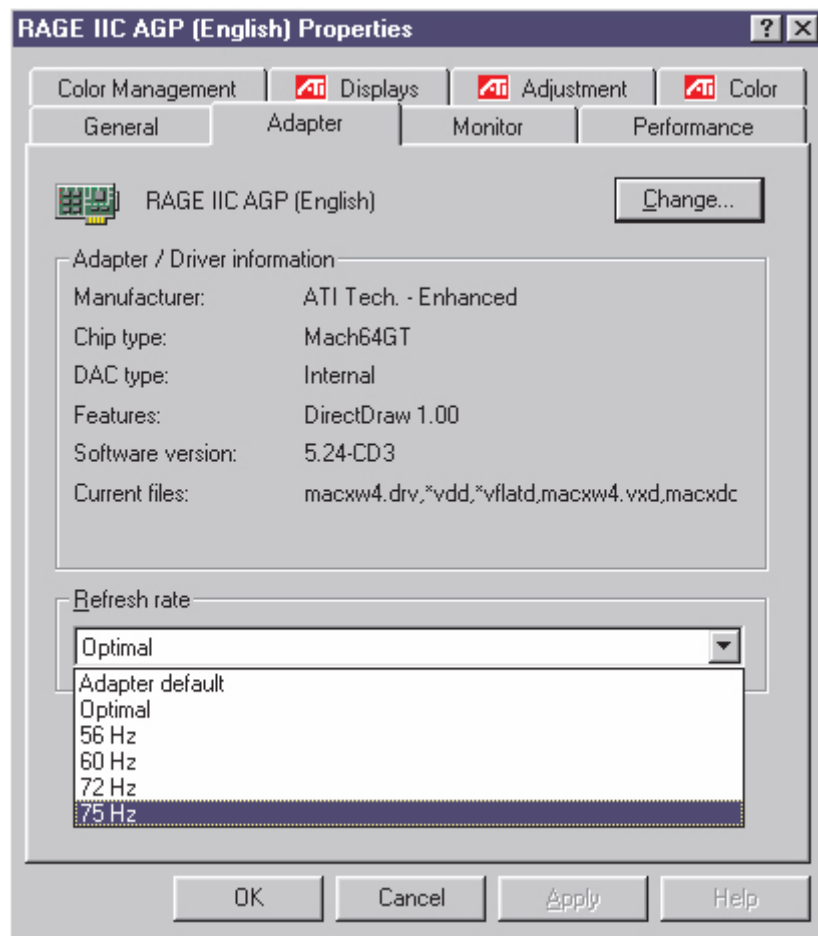 RAGE IIC AGP (English) Properties
Color Management ATI Displays ATI Adjustment ATI Color
General Adapter Monitor Performance
RAGE IIC AGP (English) Change...
Adapter / Driver information
Manufacturer: ATI Tech. - Enhanced
Chip type: Mach64GT
DAC type: Internal
Features: DirectDraw 1.00
Software version: 5.24-CD3
Current files: macxw4.drv,*vdd,*vflatd,macxw4.vxd,macxdc
Refresh rate
Optimal
Adapter default
Optimal
56 Hz
60 Hz
72 Hz
75 Hz
OK Cancel Apply Help